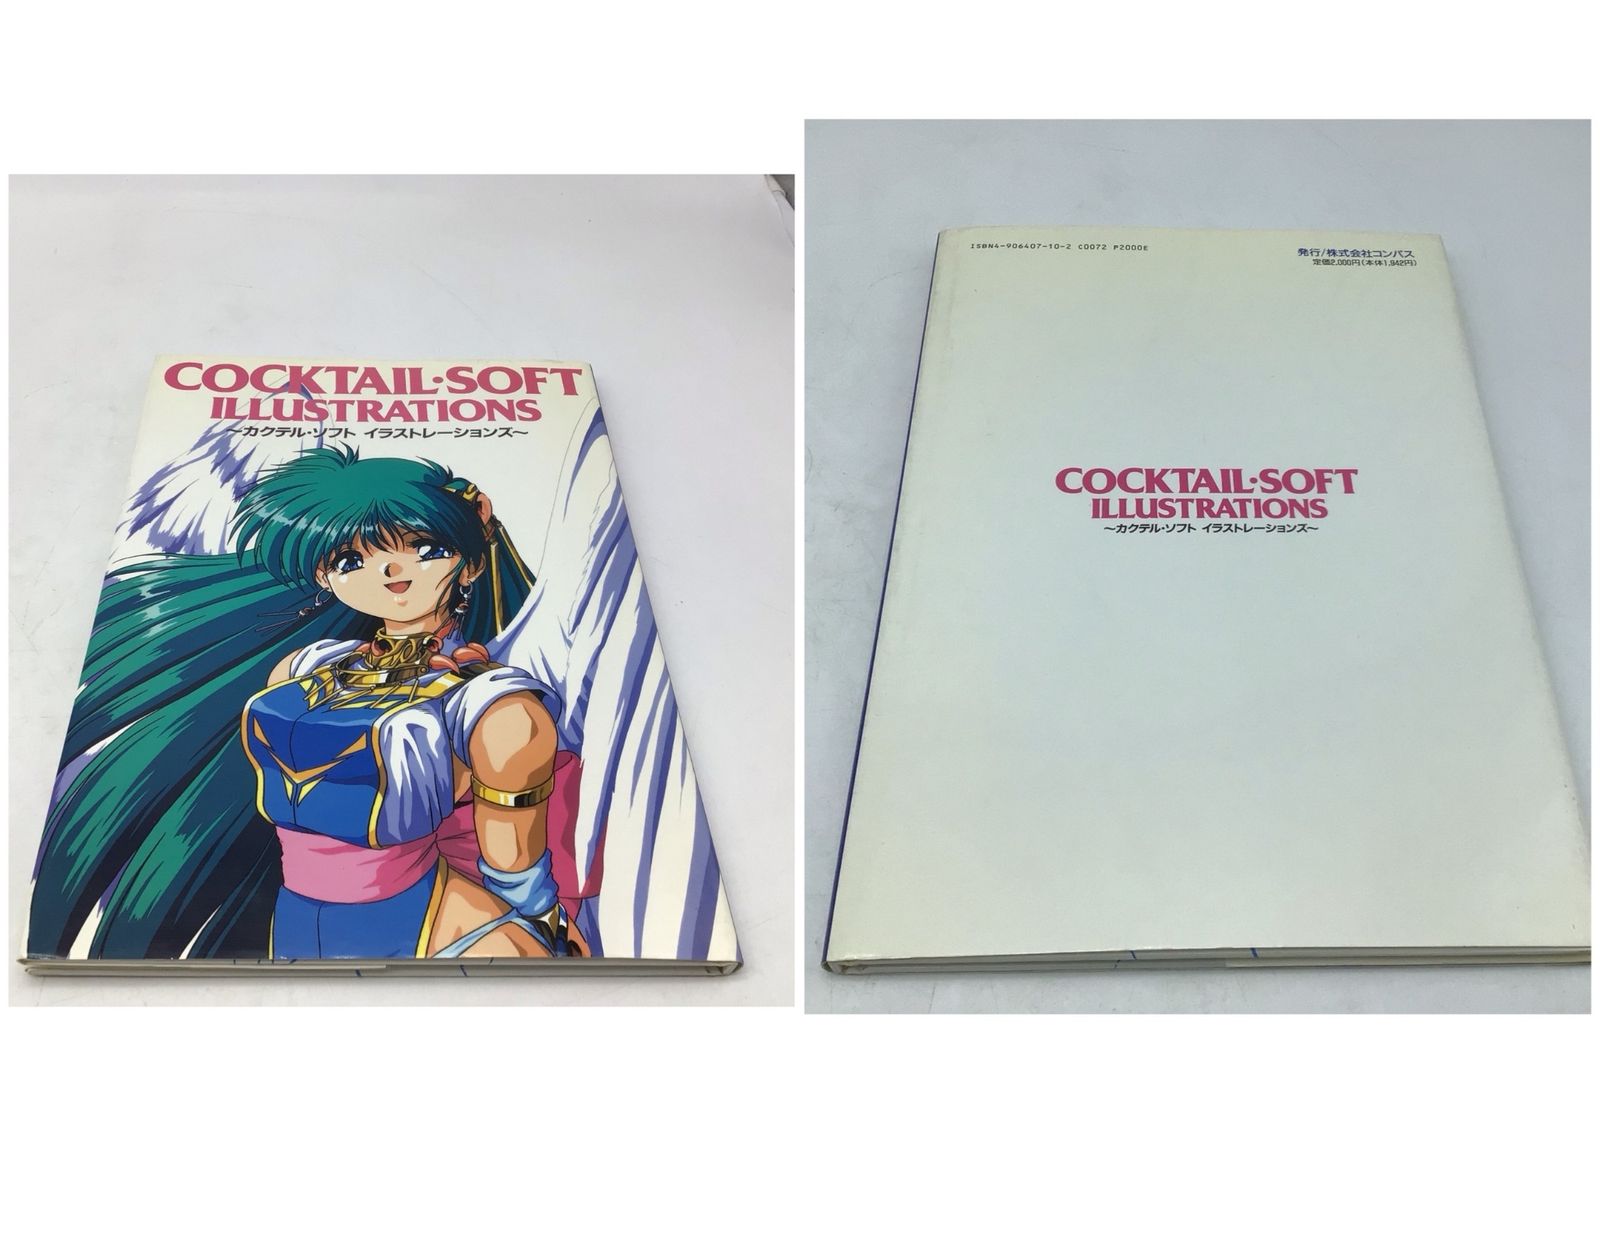 COCKTAIL·SOFT
ILLUSTRATIONS
〜カクテル・ソフト イラストレーションズ〜
ISBN4-906407-10-2 C0072 P2000E
発行/株式会社コンパス
定価2,000円(本体1,942円)
COCKTAIL·SOFT
ILLUSTRATIONS
〜カクテル・ソフト イラストレーションズ〜